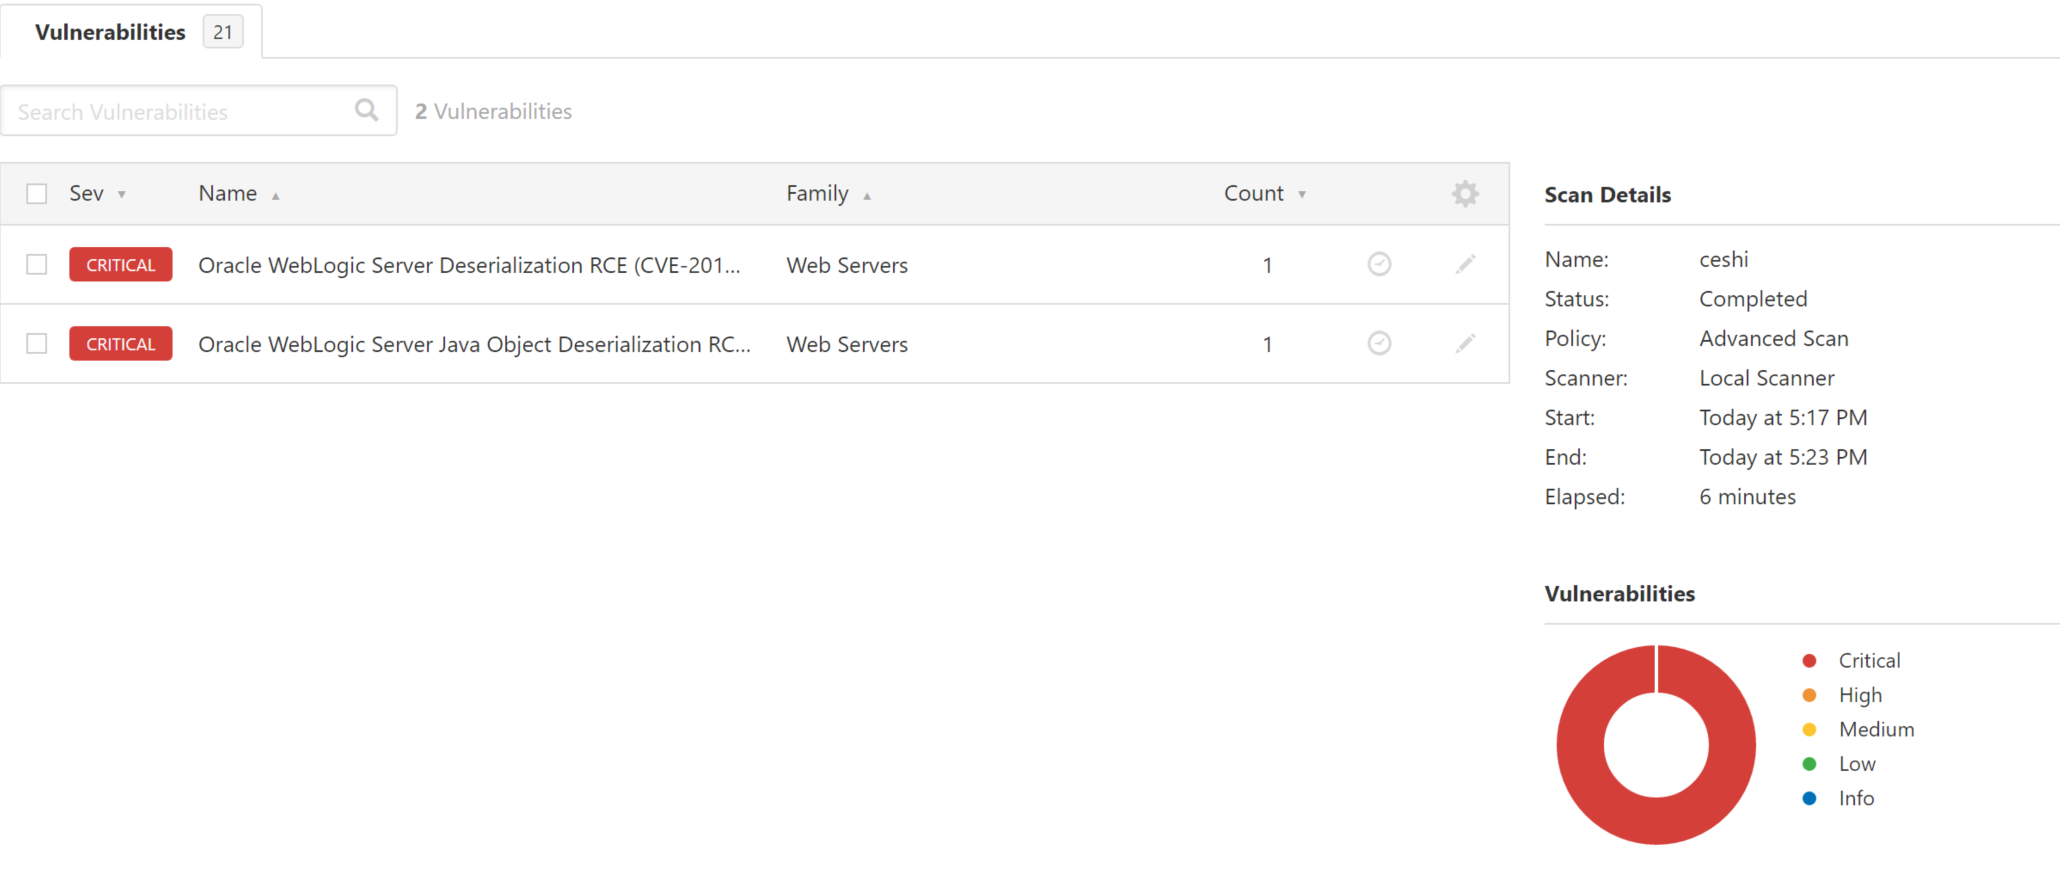 Vulnerabilities 21
Search Vulnerabilities 2 Vulnerabilities
Sev Name Family Count
CRITICAL Oracle WebLogic Server Deserialization RCE (CVE-201... Web Servers 1
CRITICAL Oracle WebLogic Server Java Object Deserialization RC... Web Servers 1
Scan Details
Name: ceshi
Status: Completed
Policy: Advanced Scan
Scanner: Local Scanner
Start: Today at 5:17 PM
End: Today at 5:23 PM
Elapsed: 6 minutes
Vulnerabilities
Critical
High
Medium
Low
Info